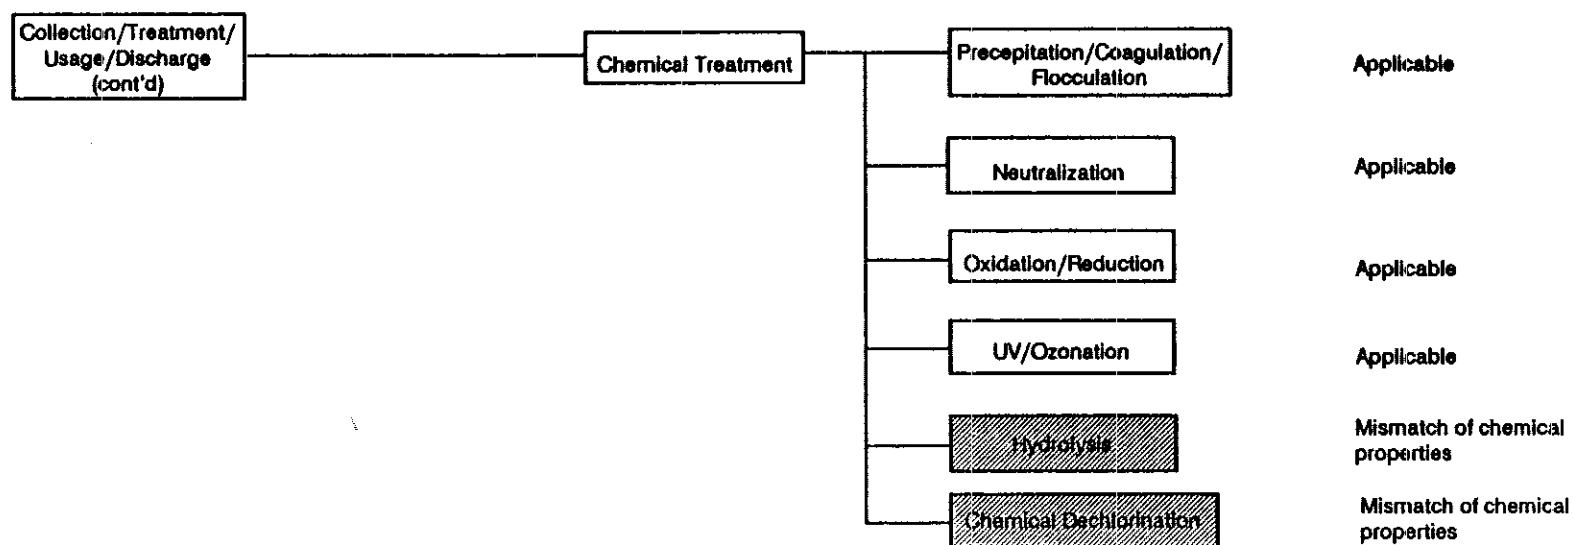 Collection/Treatment/
Usage/Discharge
(cont'd)
Chemical Treatment
Precepitation/Coagulation/
Flocculation
Applicable
Neutralization
Applicable
Oxidation/Reduction
Applicable
UV/Ozonation
Applicable
Hydrolysis
Mismatch of chemical
properties
Chemical Dechlorination
Mismatch of chemical
properties